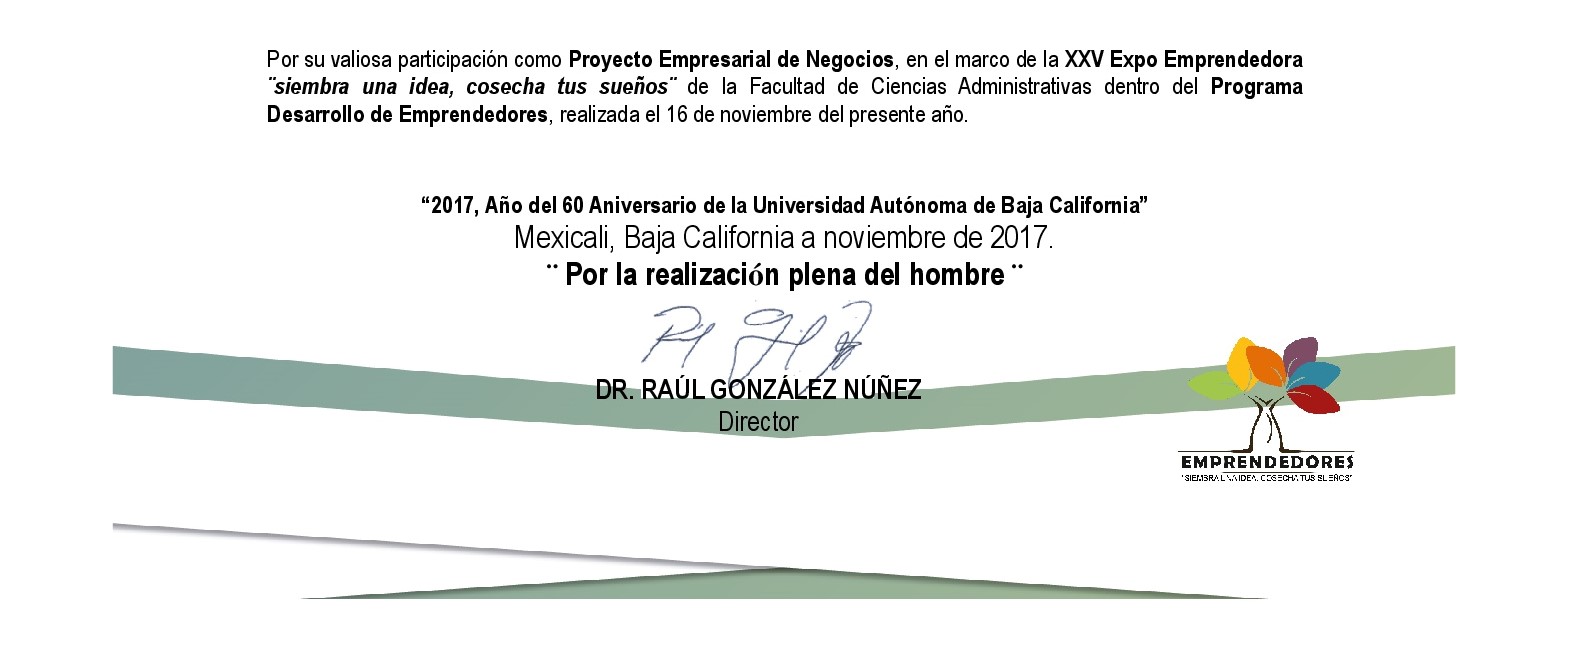 Por su valiosa participación como Proyecto Empresarial de Negocios, en el marco de la XXV Expo Emprendedora
¨siembra una idea, cosecha tus sueños¨ de la Facultad de Ciencias Administrativas dentro del Programa
Desarrollo de Emprendedores, realizada el 16 de noviembre del presente año.
“2017, Año del 60 Aniversario de la Universidad Autónoma de Baja California”
Mexicali, Baja California a noviembre de 2017.
¨ Por la realización plena del hombre ¨
DR. RAÚL GONZÁLEZ NÚÑEZ
Director
EMPRENDEDORES
"SIEMBRA UNA IDEA, COSECHA TUS SUEÑOS"